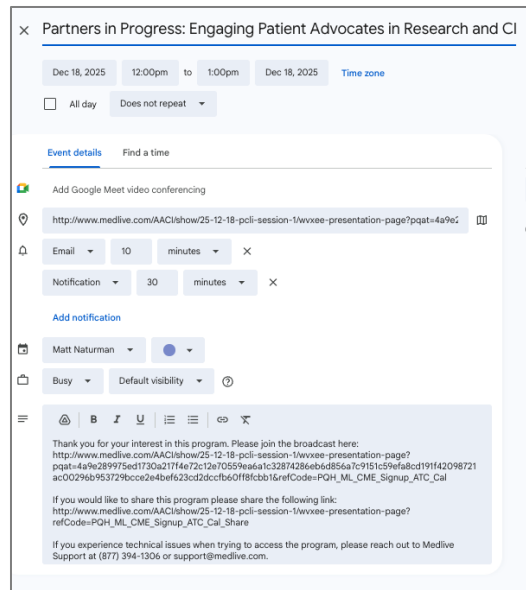 Partners in Progress: Engaging Patient Advocates in Research and Cl
Dec 18, 2025 12:00pm to 1:00pm Dec 18, 2025 Time zone
All day Does not repeat
Event details Find a time
Add Google Meet video conferencing
http://www.medlive.com/AACI/show/25-12-18-pcli-session-1/wvxee-presentation-page?pqat=4a9e2
Email 10 minutes
Notification 30 minutes
Add notification
Matt Naturman
Busy Default visibility
B I U
Thank you for your interest in this program. Please join the broadcast here:
http://www.medlive.com/AACI/show/25-12-18-pcli-session-1/wvxee-presentation-page?
pqat=4a9e289975ed1730a217f4e72c12e70559ea6a1c32874286eb6d856a7c9151c59efa8cd191f42098721
ac00296b953729bcce2e4bef623cd2dccfb60ff8fcbb1&refCode=PQH_ML_CME_Signup_ATC_Cal
If you would like to share this program please share the following link:
http://www.medlive.com/AACI/show/25-12-18-pcli-session-1/wvxee-presentation-page?
refCode=PQH_ML_CME_Signup_ATC_Cal_Share
If you experience technical issues when trying to access the program, please reach out to Medlive
Support at (877) 394-1306 or support@medlive.com.